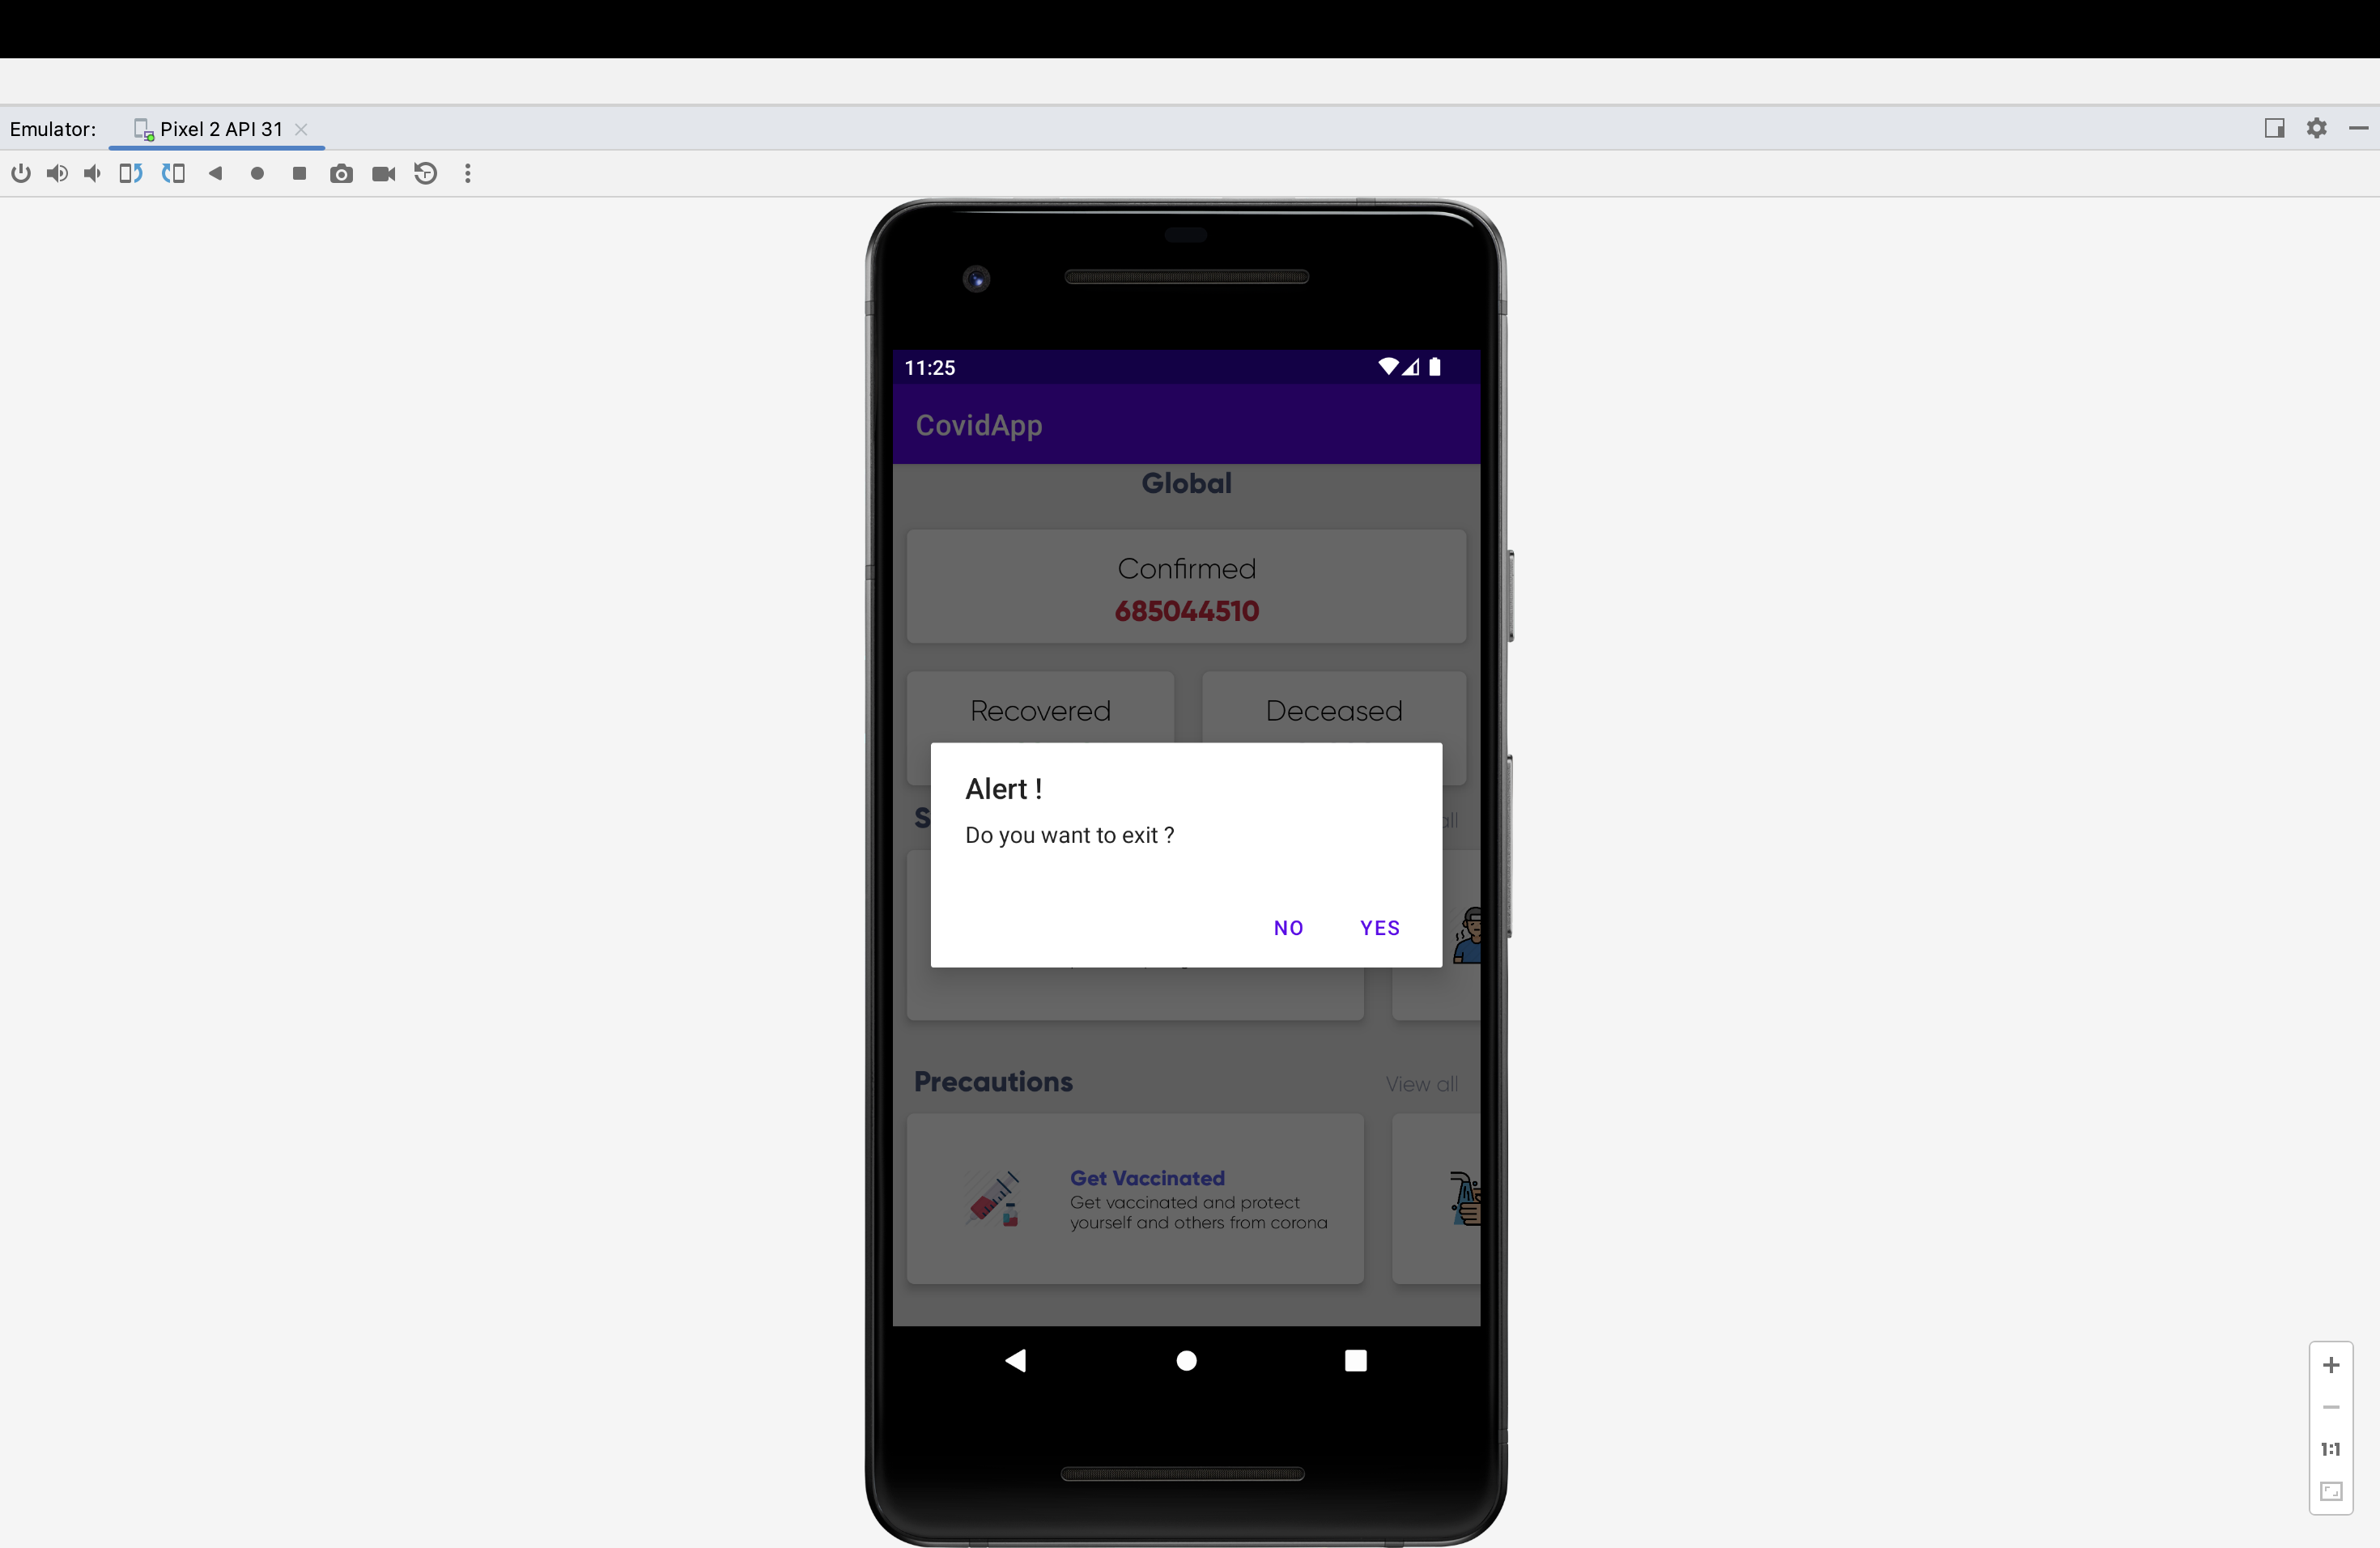 Emulator: Pixel 2 API 31
11:25
CovidApp
Global
Confirmed
685044510
Recovered Deceased
Alert !
Do you want to exit ?
NO YES
Precautions View all
Get Vaccinated
Get vaccinated and protect
yourself and others from corona
1:1